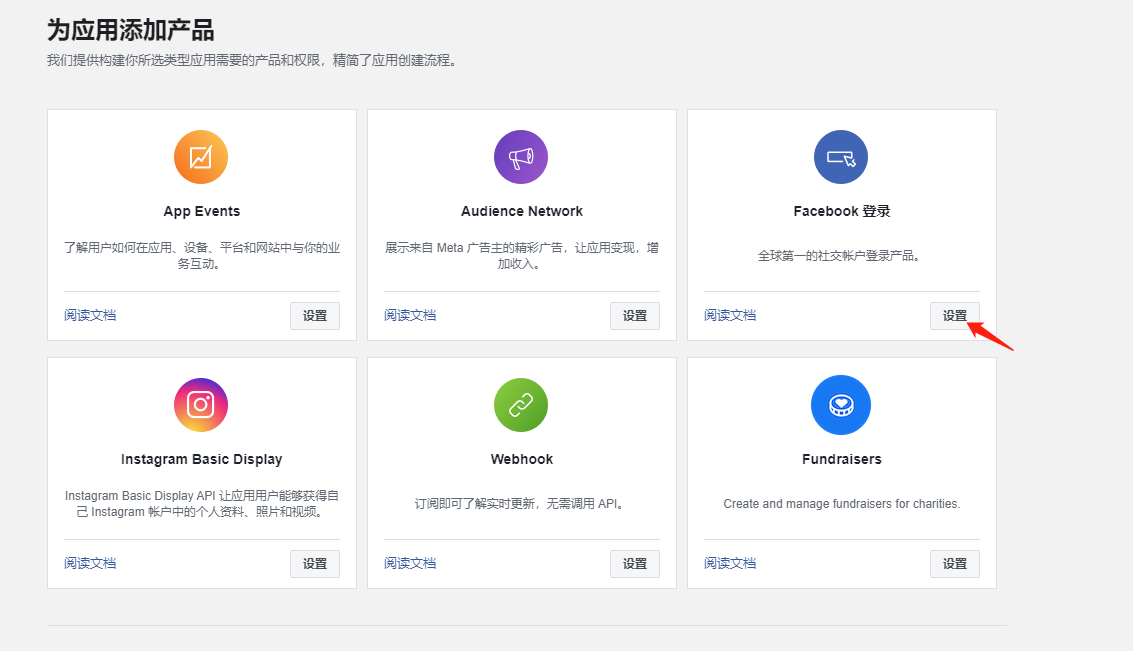 为应用添加产品
我们提供构建你所选类型应用需要的产品和权限，精简了应用创建流程。
App Events
了解用户如何在应用、设备、平台和网站中与你的业
务互动。
阅读文档
设置
Audience Network
展示来自 Meta 广告主的精彩广告，让应用变现，增
加收入。
阅读文档
设置
Facebook 登录
全球第一的社交帐户登录产品。
阅读文档
设置
Instagram Basic Display
Instagram Basic Display API 让应用用户能够获得自
己 Instagram 帐户中的个人资料、照片和视频。
阅读文档
设置
Webhook
订阅即可了解实时更新，无需调用 API。
阅读文档
设置
Fundraisers
Create and manage fundraisers for charities.
阅读文档
设置